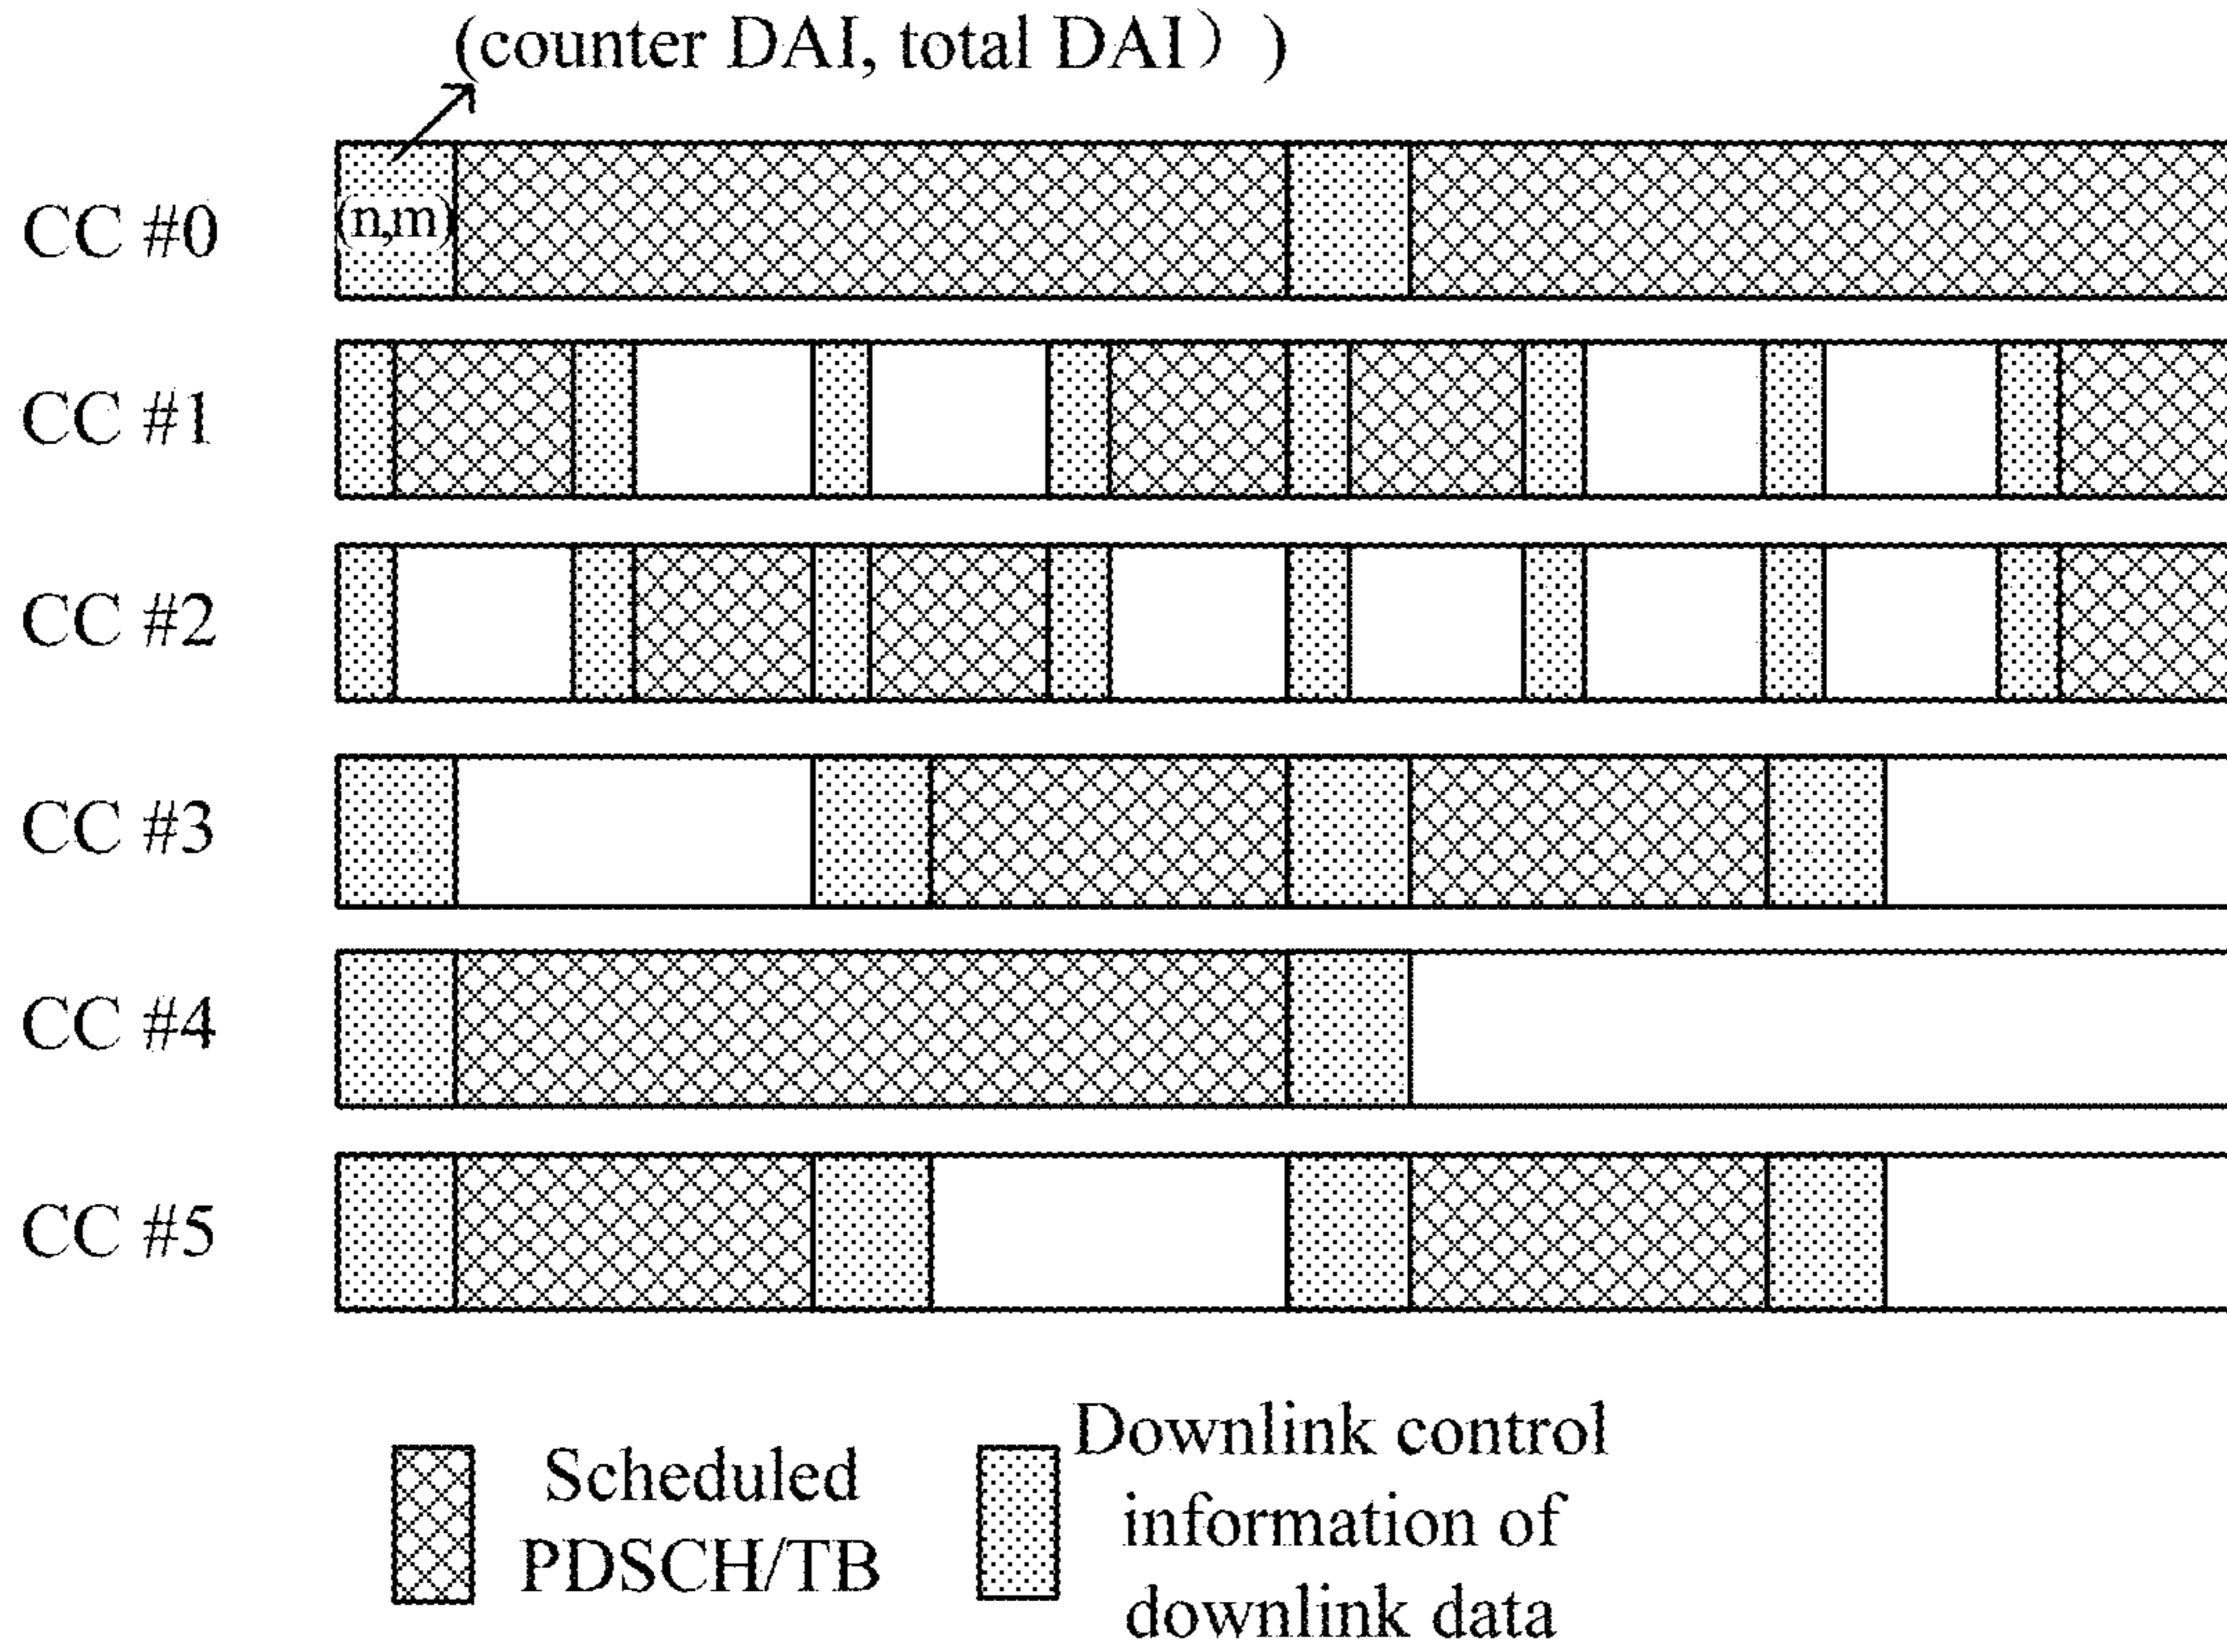 (counter DAI, total DAI） )
CC #0
(n,m)
CC #1
CC #2
CC #3
CC #4
CC #5
Scheduled
PDSCH/TB
Downlink control
information of
downlink data